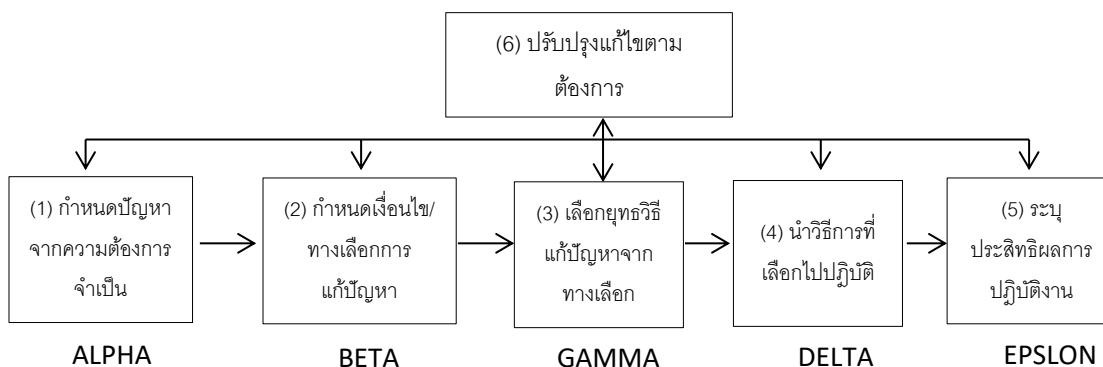 (6) ปรับปรุงแก้ไขตาม
ต้องการ
(1) กำหนดปัญหา
จากความต้องการ
จำเป็น
(2) กำหนดเงื่อนไข/
ทางเลือกการ
แก้ปัญหา
(3) เลือกยุทธวิธี
แก้ปัญหาจาก
ทางเลือก
(4) นำวิธีการที่
เลือกไปปฏิบัติ
(5) ระบุ
ประสิทธิผลการ
ปฏิบัติงาน
ALPHA
BETA
GAMMA
DELTA
EPSLON